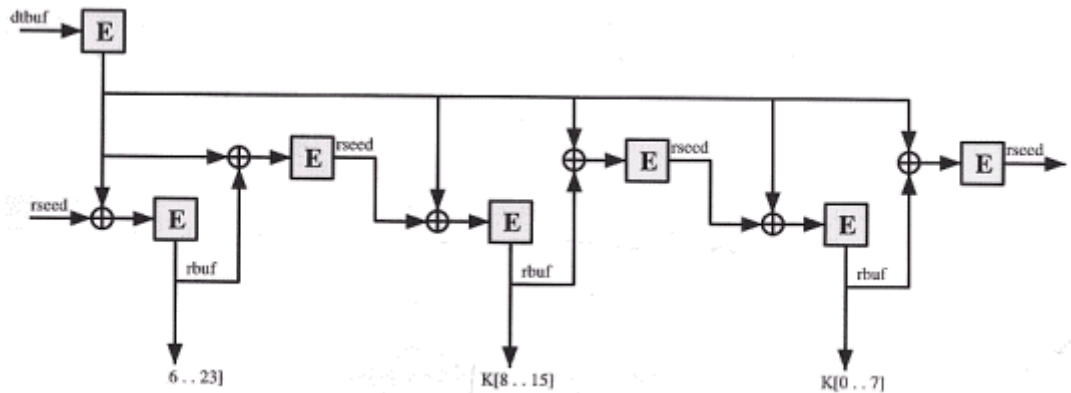 dtbuf
E
rseed
E
E
rseed
E
rseed
E
rseed
E
rbuf
E
rbuf
E
rbuf
6 . . 23]
K[8 . . 15]
K[0 . . 7]